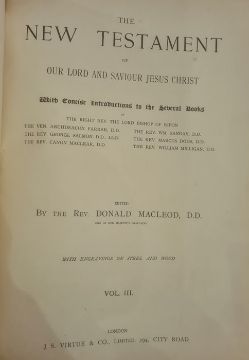 THE
NEW TESTAMENT
OF
OUR LORD AND SAVIOUR JESUS CHRIST
With Concise Introductions to the Several Books
BY
THE RIGHT REV. THE LORD BISHOP OF RIPON
THE VEN. ARCHDEACON FARRAR, D.D. THE REV. WM. SANDAY, D.D.
THE REV. GEORGE SALMON, D.D. THE REV. MARCUS DODS, D.D.
THE REV. CANON MACLEAR, D.D. THE REV. WILLIAM MILLIGAN, D.D.
EDITED
BY THE REV. DONALD MACLEOD, D.D.
WITH ENGRAVINGS ON STEEL AND WOOD
VOL. III.
LONDON
J. S. VIRTUE & CO., LIMITED, 294, CITY ROAD